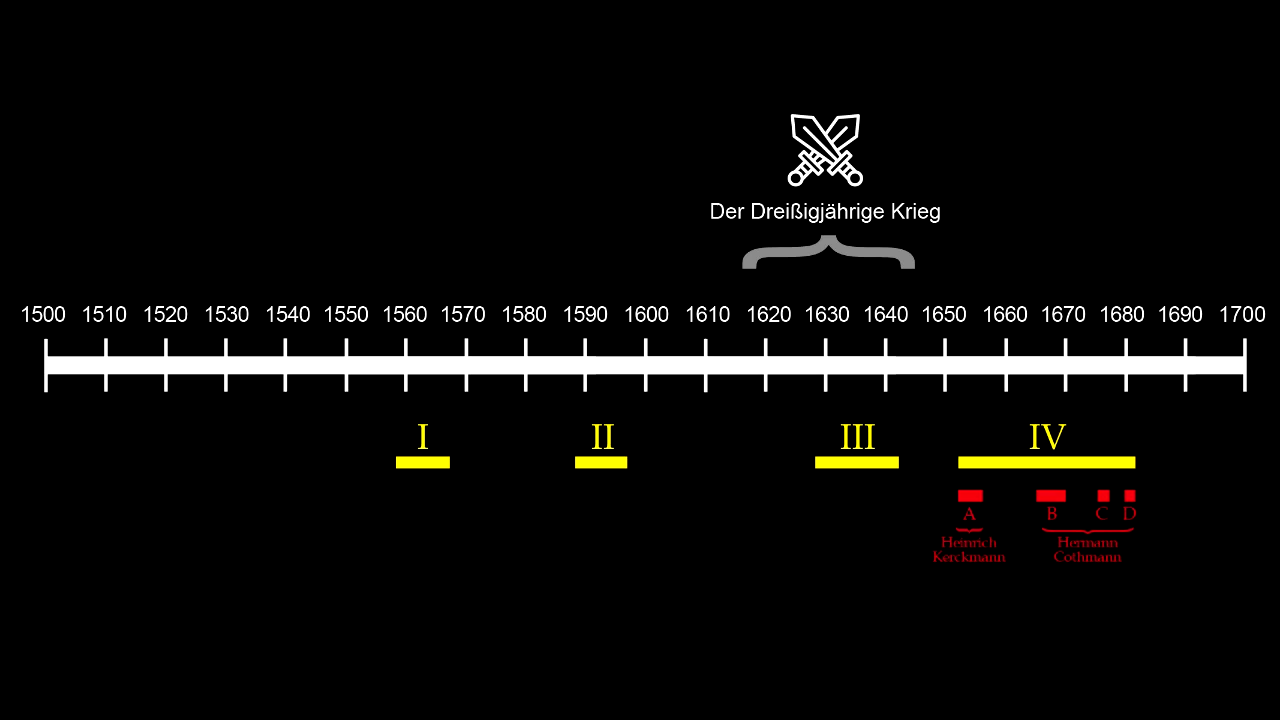 Der Dreißigjährige Krieg
1500 1510 1520 1530 1540 1550 1560 1570 1580 1590 1600 1610 1620 1630 1640 1650 1660 1670 1680 1690 1700
I II III IV
A B C D
Heinrich Hermann
Kerckmann Cothmann